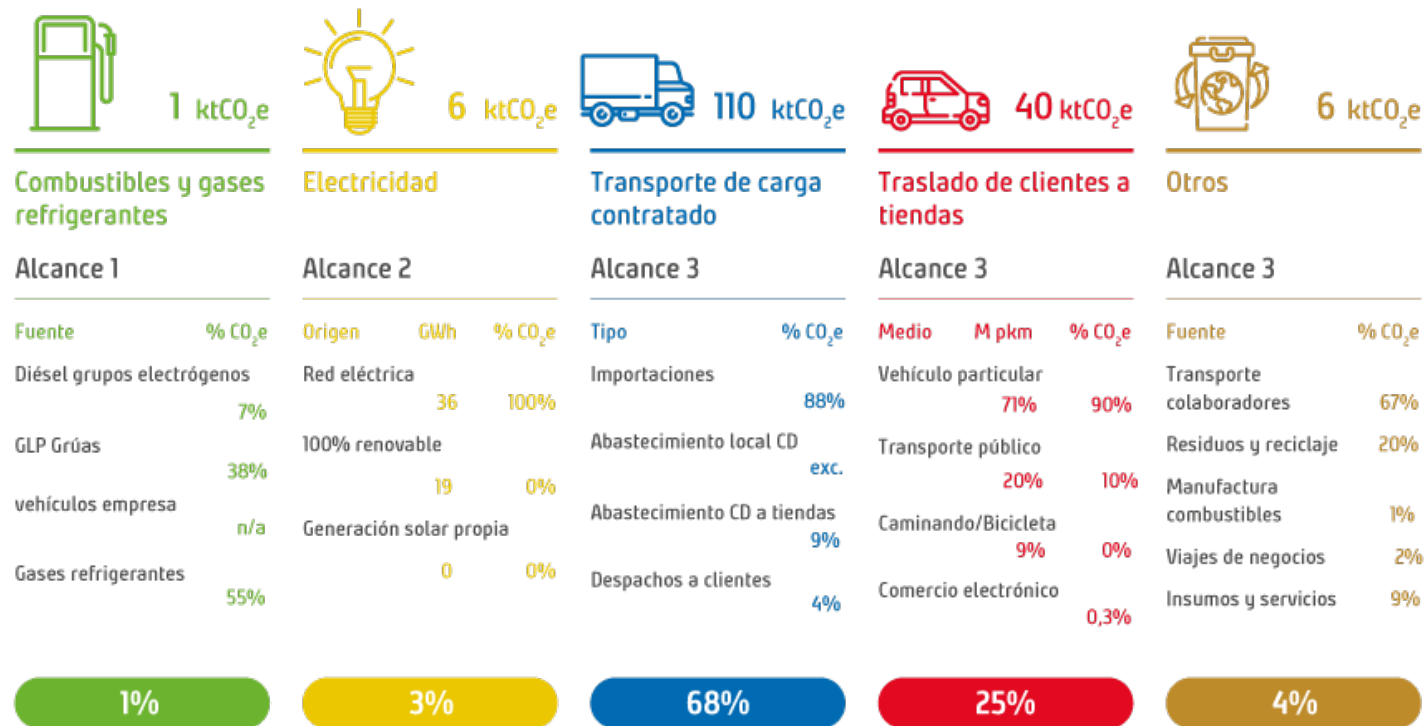 1 ktCO₂e
Combustibles y gases
refrigerantes
Alcance 1
Fuente % CO₂e
Diésel grupos electrógenos
7%
GLP Grúas
38%
vehículos empresa
n/a
Gases refrigerantes
55%
1%
6 ktCO₂e
Electricidad
Alcance 2
Origen GWh % CO₂e
Red eléctrica
36 100%
100% renovable
19 0%
Generación solar propia
0 0%
3%
110 ktCO₂e
Transporte de carga
contratado
Alcance 3
Tipo % CO₂e
Importaciones
88%
Abastecimiento local CD
exc.
Abastecimiento CD a tiendas
9%
Despachos a clientes
4%
68%
40 ktCO₂e
Traslado de clientes a
tiendas
Alcance 3
Medio M pkm % CO₂e
Vehículo particular
71% 90%
Transporte público
20% 10%
Caminando/Bicicleta
9% 0%
Comercio electrónico
0,3%
25%
6 ktCO₂e
Otros
Alcance 3
Fuente % CO₂e
Transporte
colaboradores 67%
Residuos y reciclaje 20%
Manufactura
combustibles 1%
Viajes de negocios 2%
Insumos y servicios 9%
4%